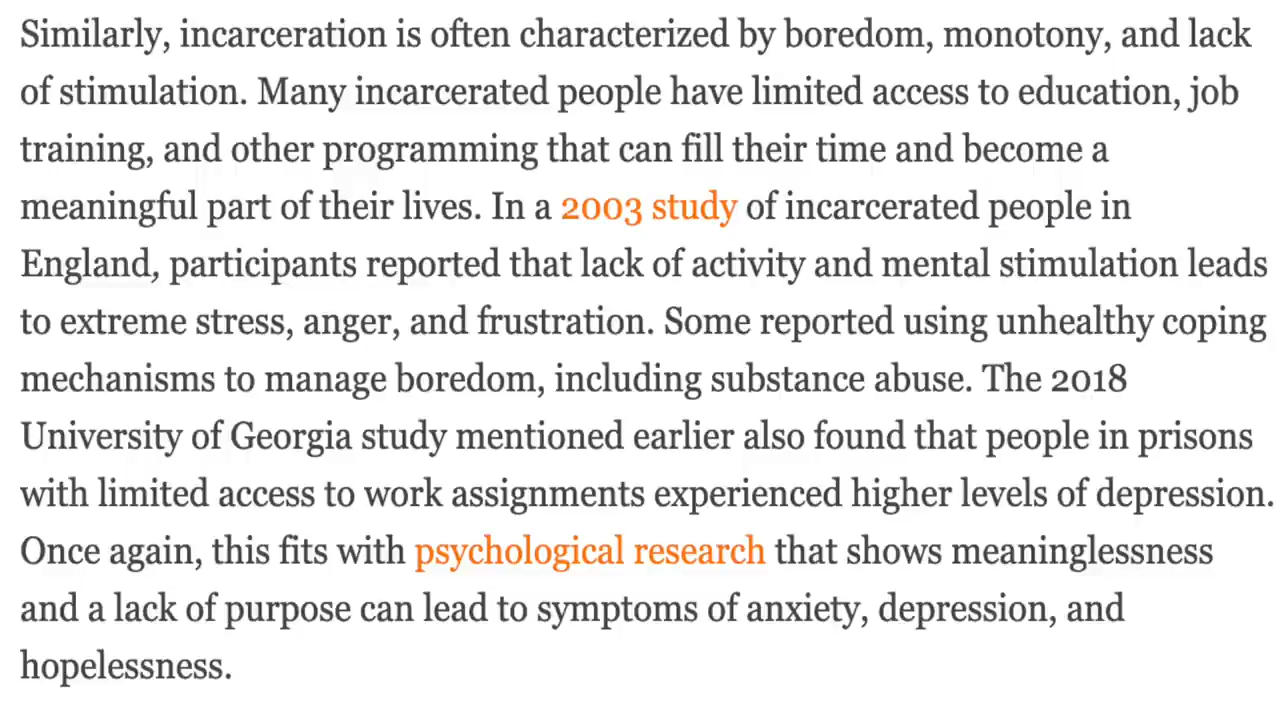 Similarly, incarceration is often characterized by boredom, monotony, and lack
of stimulation. Many incarcerated people have limited access to education, job
training, and other programming that can fill their time and become a
meaningful part of their lives. In a 2003 study of incarcerated people in
England, participants reported that lack of activity and mental stimulation leads
to extreme stress, anger, and frustration. Some reported using unhealthy coping
mechanisms to manage boredom, including substance abuse. The 2018
University of Georgia study mentioned earlier also found that people in prisons
with limited access to work assignments experienced higher levels of depression.
Once again, this fits with psychological research that shows meaninglessness
and a lack of purpose can lead to symptoms of anxiety, depression, and
hopelessness.